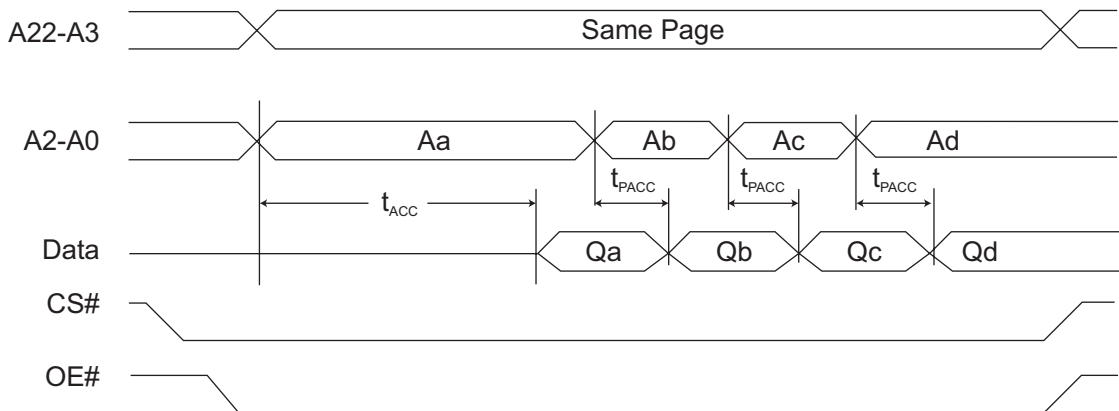 A22-A3 Same Page
A2-A0 Aa Ab Ac Ad
tACC tPACC tPACC tPACC
Data Qa Qb Qc Qd
CS#
OE#